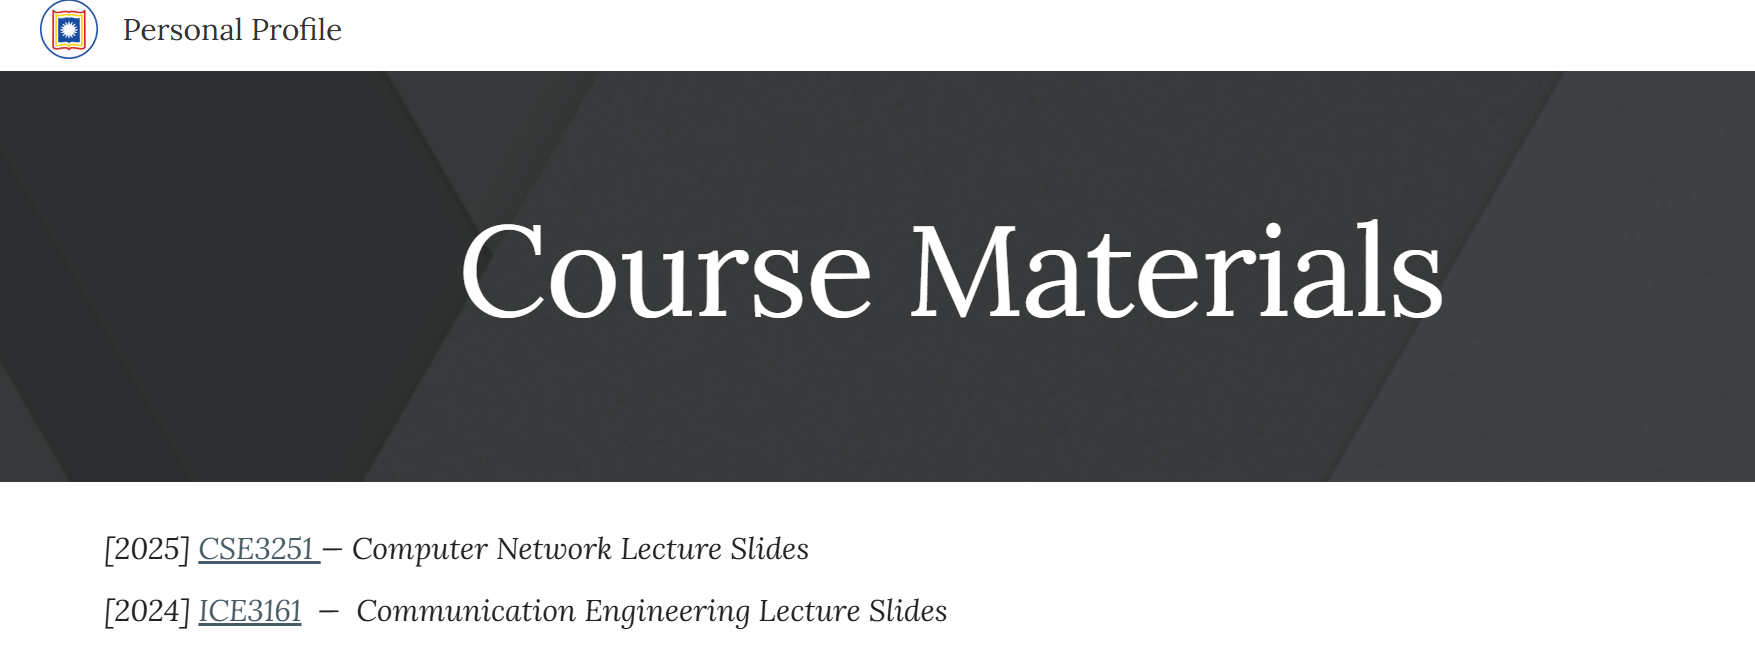 Personal Profile
Course Materials
[2025] CSE3251 — Computer Network Lecture Slides
[2024] ICE3161 — Communication Engineering Lecture Slides